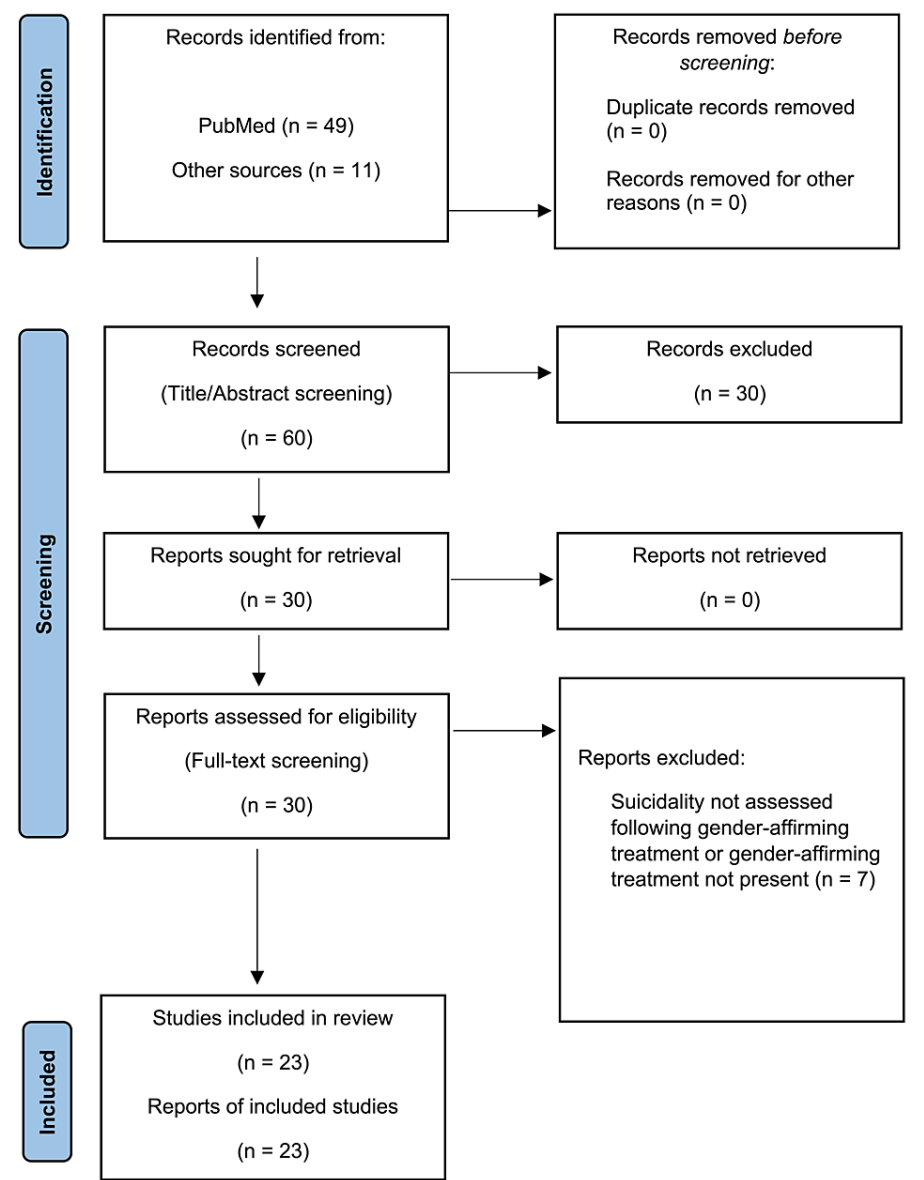 Identification
Records identified from:
PubMed (n = 49)
Other sources (n = 11)
Records removed before
screening:
Duplicate records removed
(n = 0)
Records removed for other
reasons (n = 0)
Screening
Records screened
(Title/Abstract screening)
(n = 60)
Records excluded
(n = 30)
Reports sought for retrieval
(n = 30)
Reports not retrieved
(n = 0)
Reports assessed for eligibility
(Full-text screening)
(n = 30)
Reports excluded:
Suicidality not assessed
following gender-affirming
treatment or gender-affirming
treatment not present (n = 7)
Included
Studies included in review
(n = 23)
Reports of included studies
(n = 23)